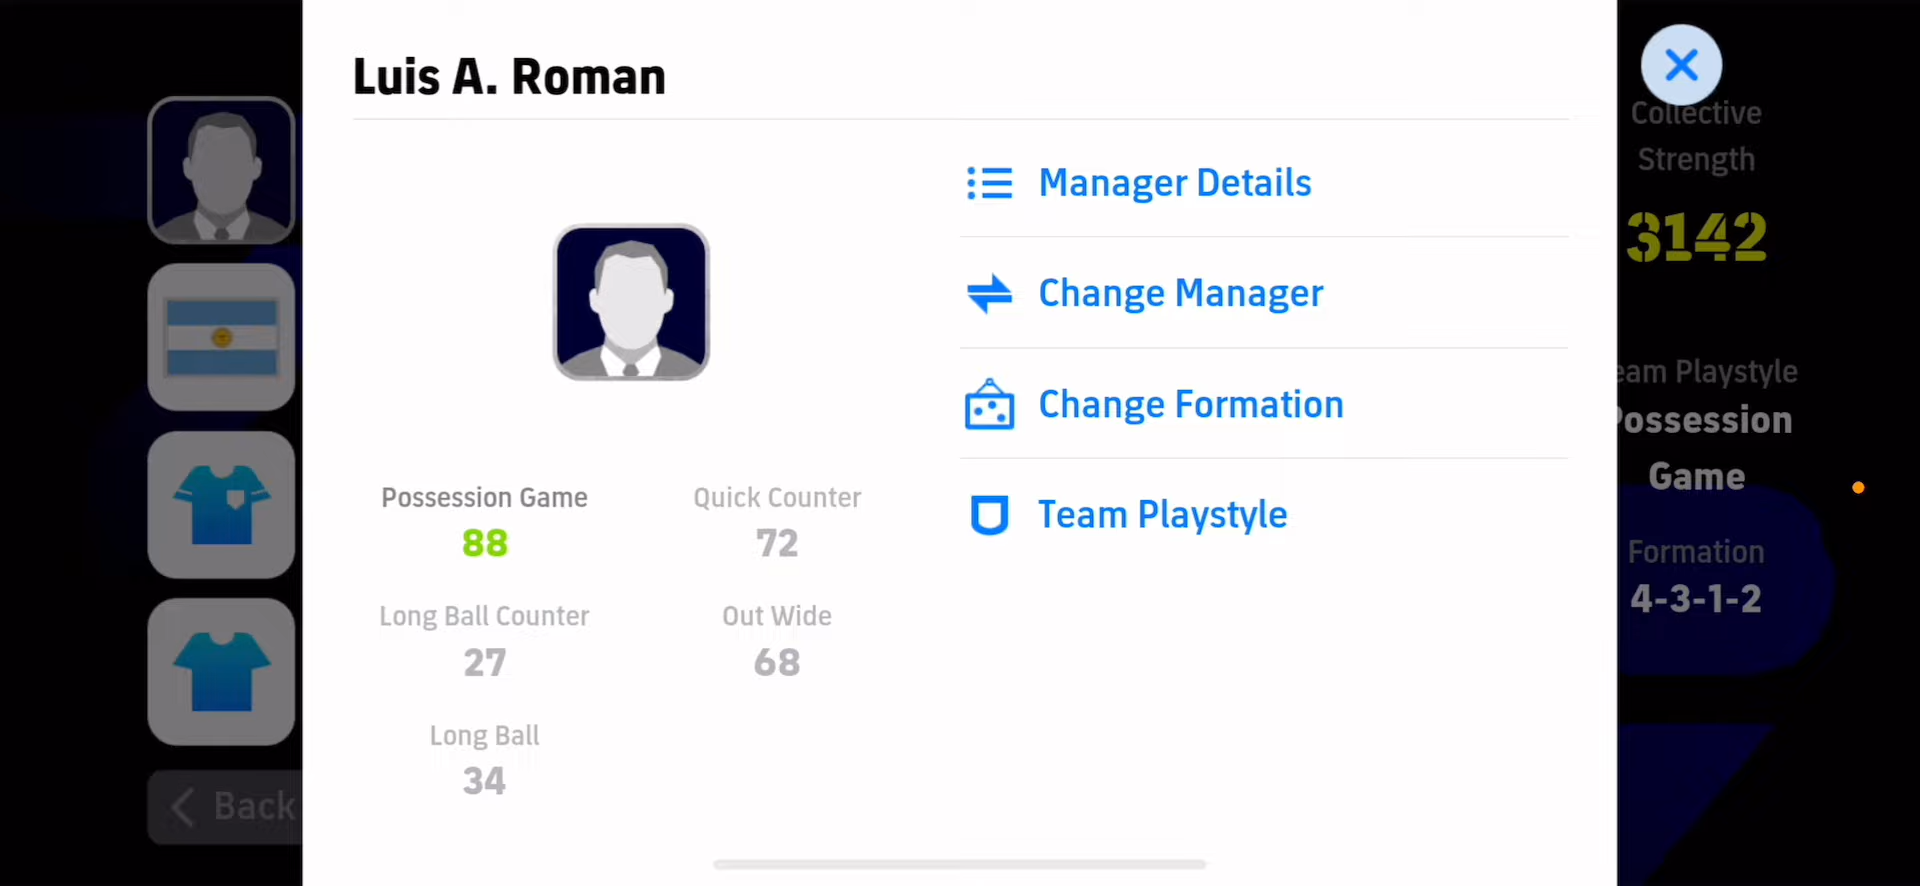 Luis A. Roman
Manager Details
Change Manager
Change Formation
Team Playstyle
Possession Game
88
Quick Counter
72
Long Ball Counter
27
Out Wide
68
Long Ball
34
Back
Collective
Strength
3142
eam Playstyle
ossession
Game
Formation
4-3-1-2